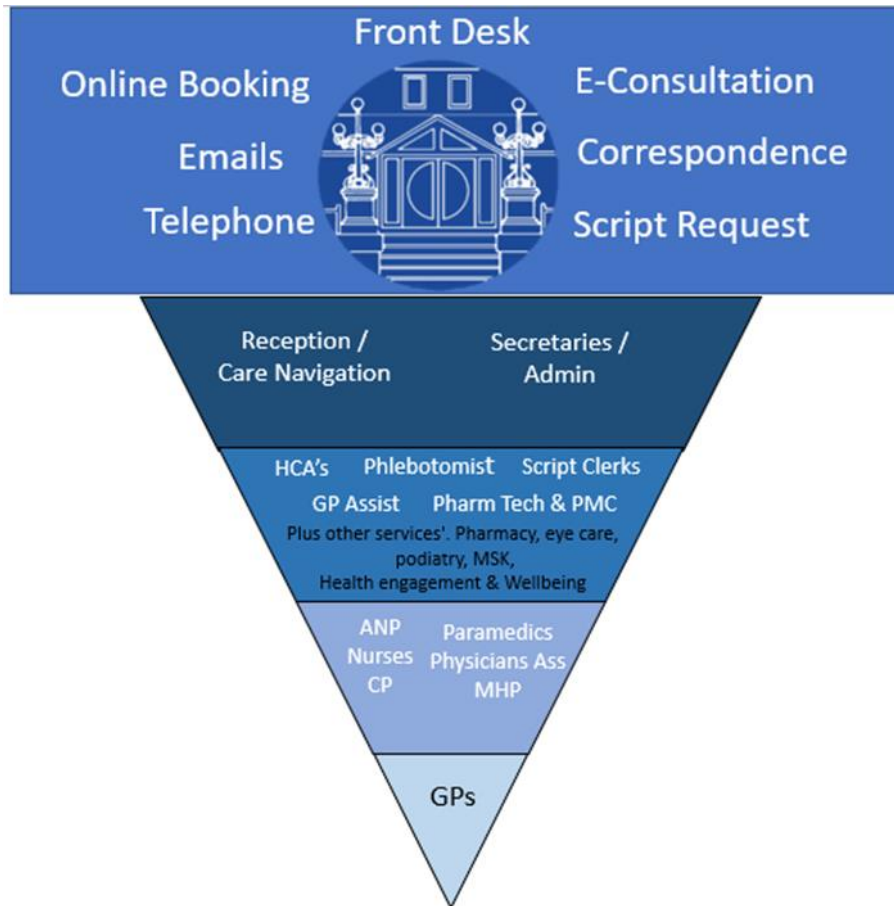 Front Desk
Online Booking
E-Consultation
Emails
Correspondence
Telephone
Script Request
Reception /
Care Navigation
Secretaries /
Admin
HCA's Phlebotomist Script Clerks
GP Assist Pharm Tech & PMC
Plus other services'. Pharmacy, eye care,
podiatry, MSK,
Health engagement & Wellbeing
ANP
Nurses
CP
Paramedics
Physicians Ass
MHP
GPs